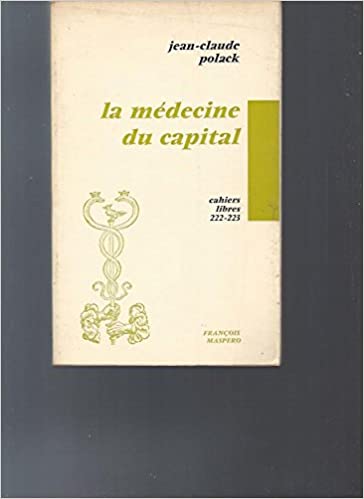 jean-claude
polack
la médecine
du capital
cahiers
libres
222-223
FRANÇOIS
MASPERO